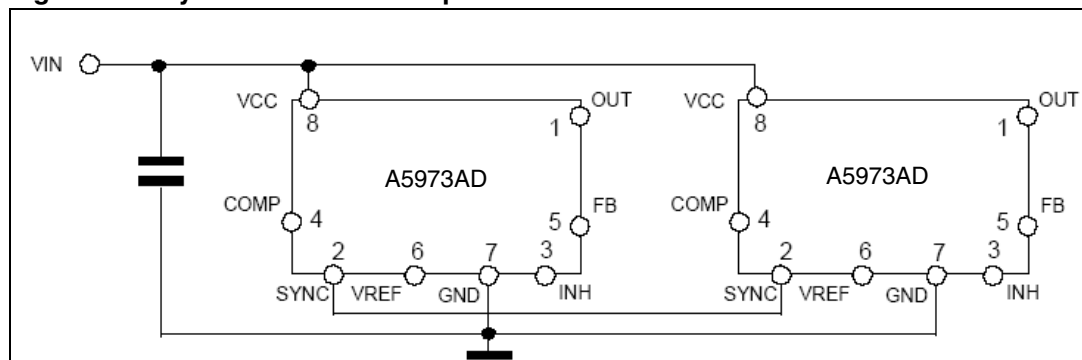 VIN
VCC
8
OUT
1
A5973AD
COMP
4
FB
5
2
6
7
3
SYNC
VREF
GND
INH
VCC
8
OUT
1
A5973AD
COMP
4
FB
5
2
6
7
3
SYNC
VREF
GND
INH